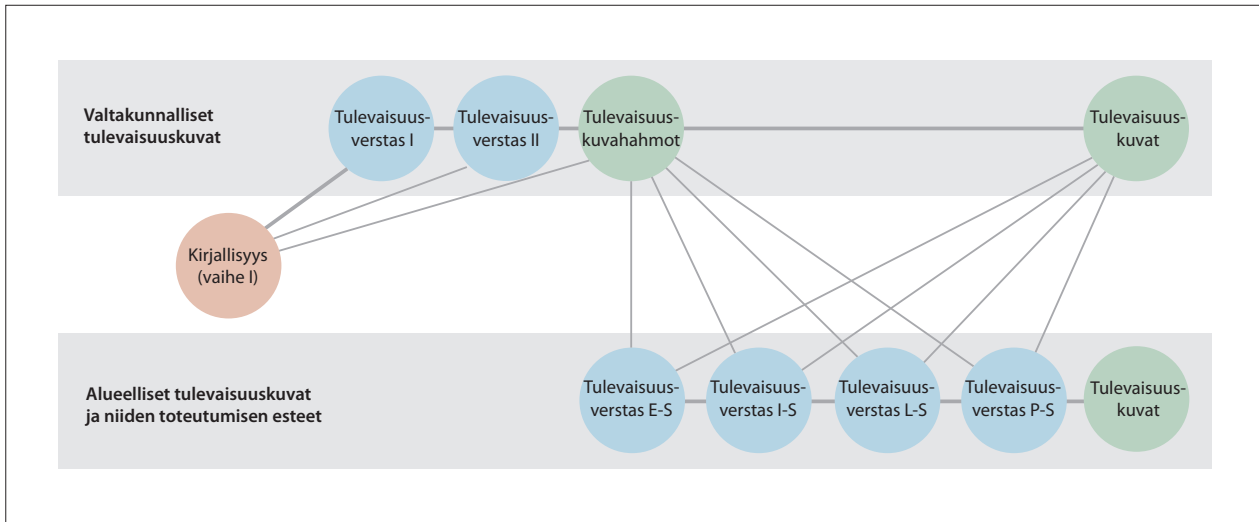 Valtakunnalliset
tulevaisuuskuvat
Tulevaisuus-
verstas I
Tulevaisuus-
verstas II
Tulevaisuus-
kuvahahmot
Tulevaisuus-
kuvat
Kirjallisyys
(vaihe I)
Alueelliset tulevaisuuskuvat
ja niiden toteutumisen esteet
Tulevaisuus-
verstas E-S
Tulevaisuus-
verstas I-S
Tulevaisuus-
verstas L-S
Tulevaisuus-
verstas P-S
Tulevaisuus-
kuvat